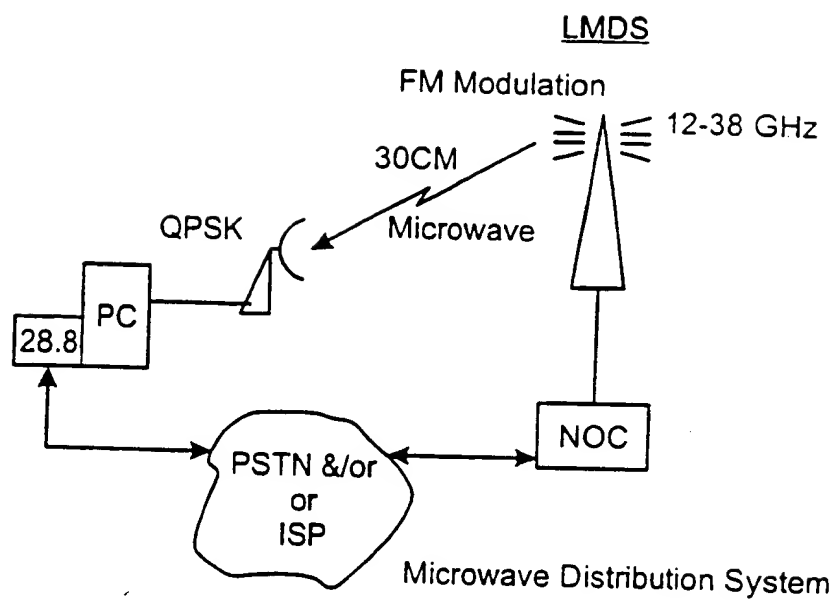 LMDS
FM Modulation
12-38 GHz
30CM
QPSK
Microwave
PC
28.8
NOC
PSTN &/or
or
ISP
Microwave Distribution System